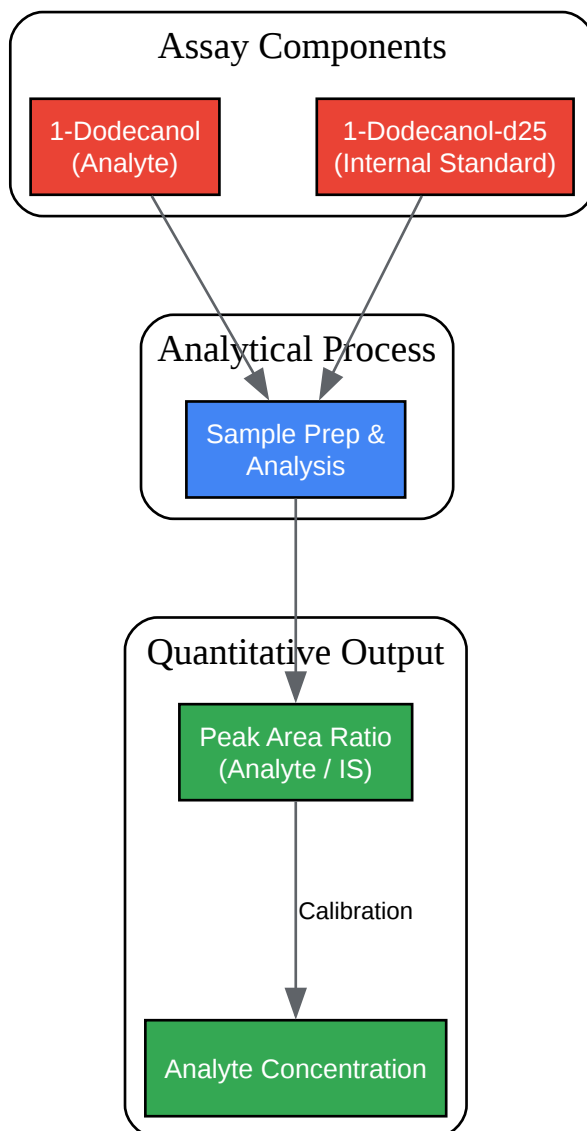 Assay Components
1-Dodecanol
(Analyte)
1-Dodecanol-d25
(Internal Standard)
Analytical Process
Sample Prep &
Analysis
Quantitative Output
Peak Area Ratio
(Analyte / IS)
Calibration
Analyte Concentration